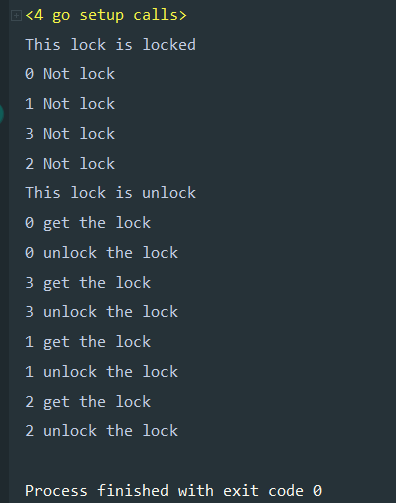 <4 go setup calls>
This lock is locked
0 Not lock
1 Not lock
3 Not lock
2 Not lock
This lock is unlock
0 get the lock
0 unlock the lock
3 get the lock
3 unlock the lock
1 get the lock
1 unlock the lock
2 get the lock
2 unlock the lock
Process finished with exit code 0